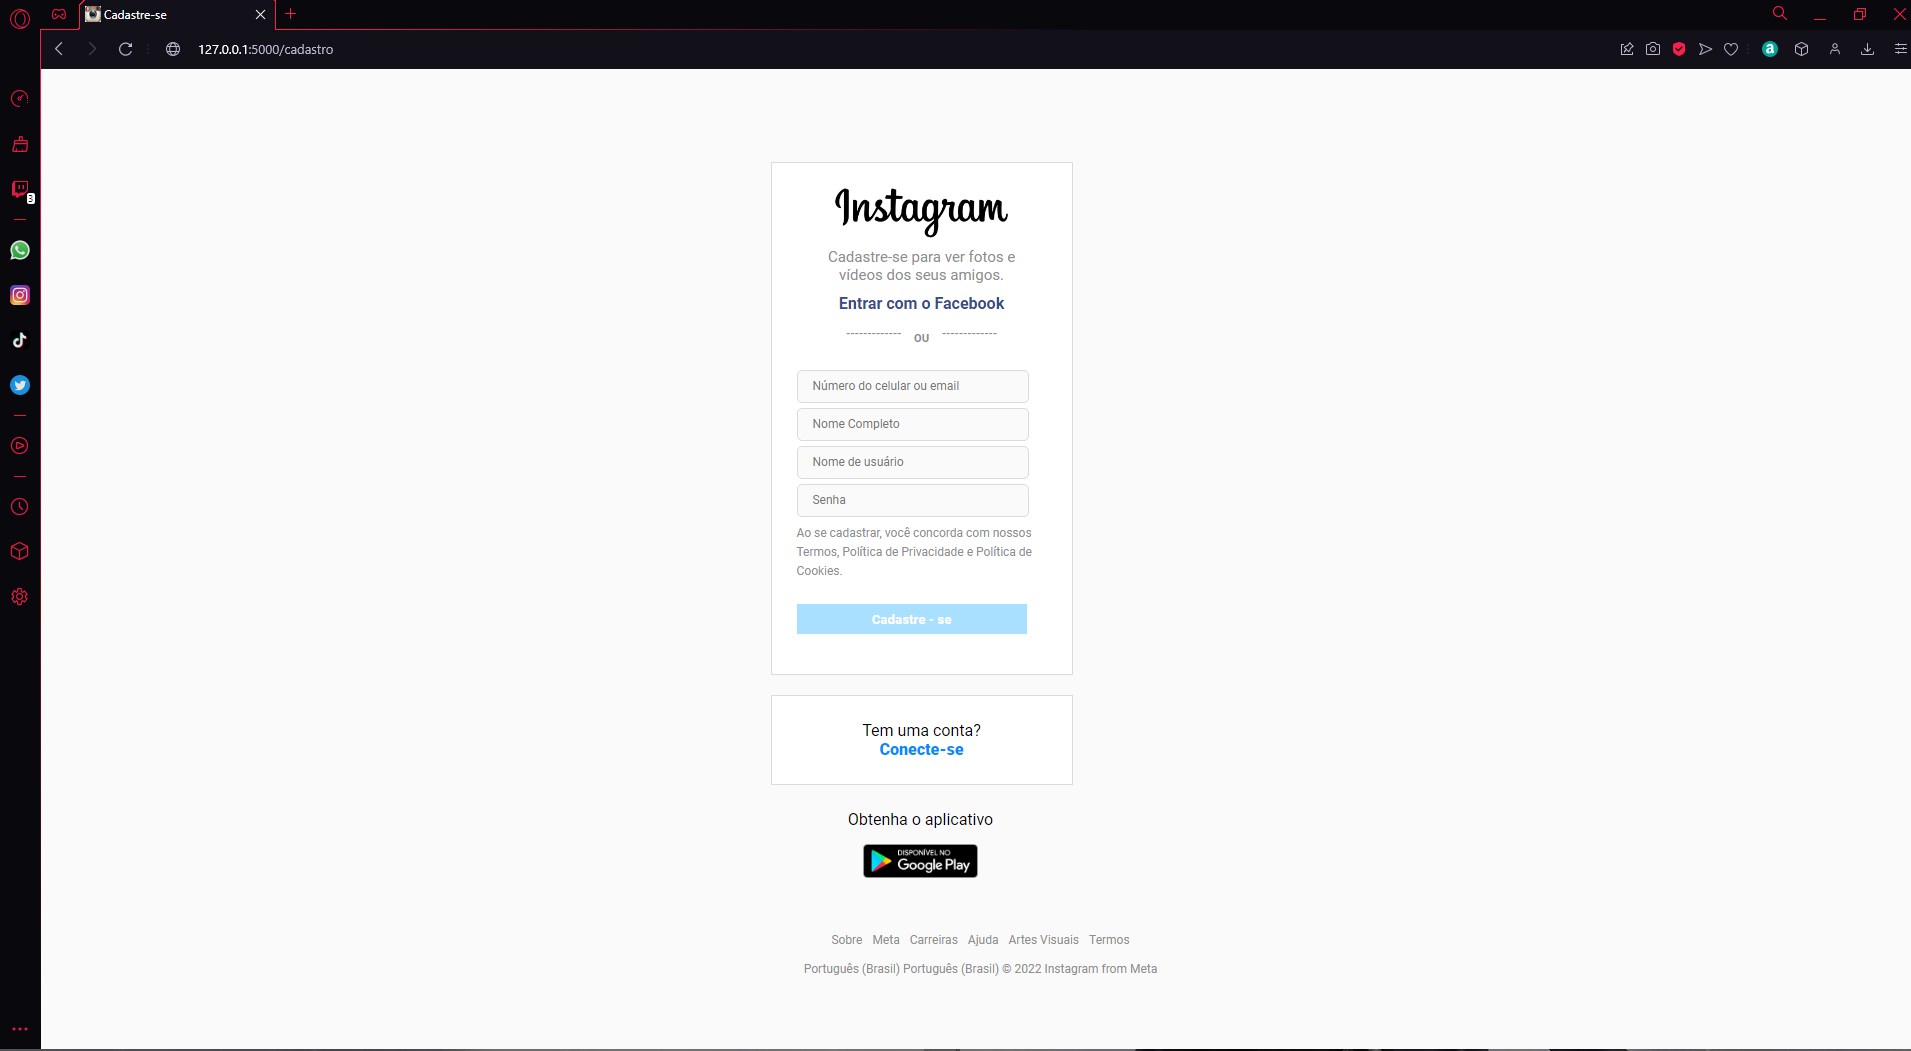 Cadastre-se
127.0.0.1:5000/cadastro
a
3
Instagram
Cadastre-se para ver fotos e
vídeos dos seus amigos.
Entrar com o Facebook
------------- OU -------------
Número do celular ou email
Nome Completo
Nome de usuário
Senha
Ao se cadastrar, você concorda com nossos
Termos, Política de Privacidade e Política de
Cookies.
Cadastre - se
Tem uma conta?
Conecte-se
Obtenha o aplicativo
DISPONÍVEL NO
Google Play
Sobre Meta Carreiras Ajuda Artes Visuais Termos
Português (Brasil) Português (Brasil) © 2022 Instagram from Meta